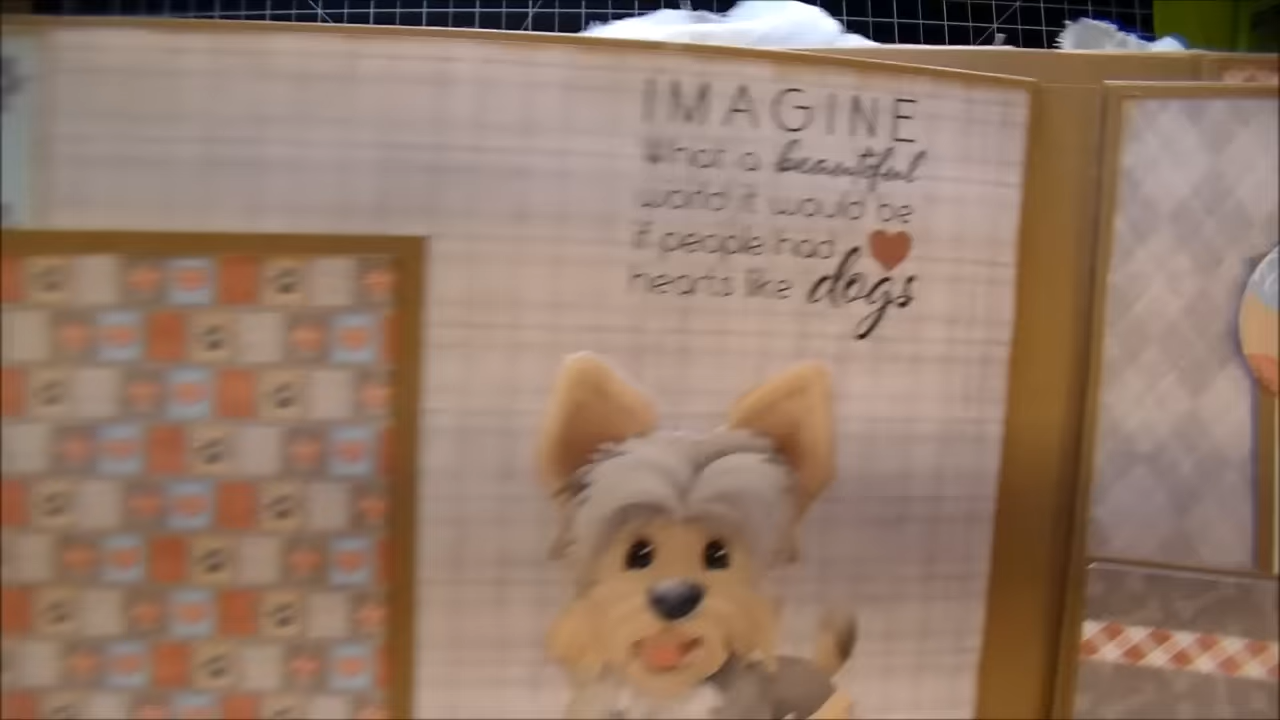 IMAGINE
What a beautiful
world it would be
if people had
hearts like dogs